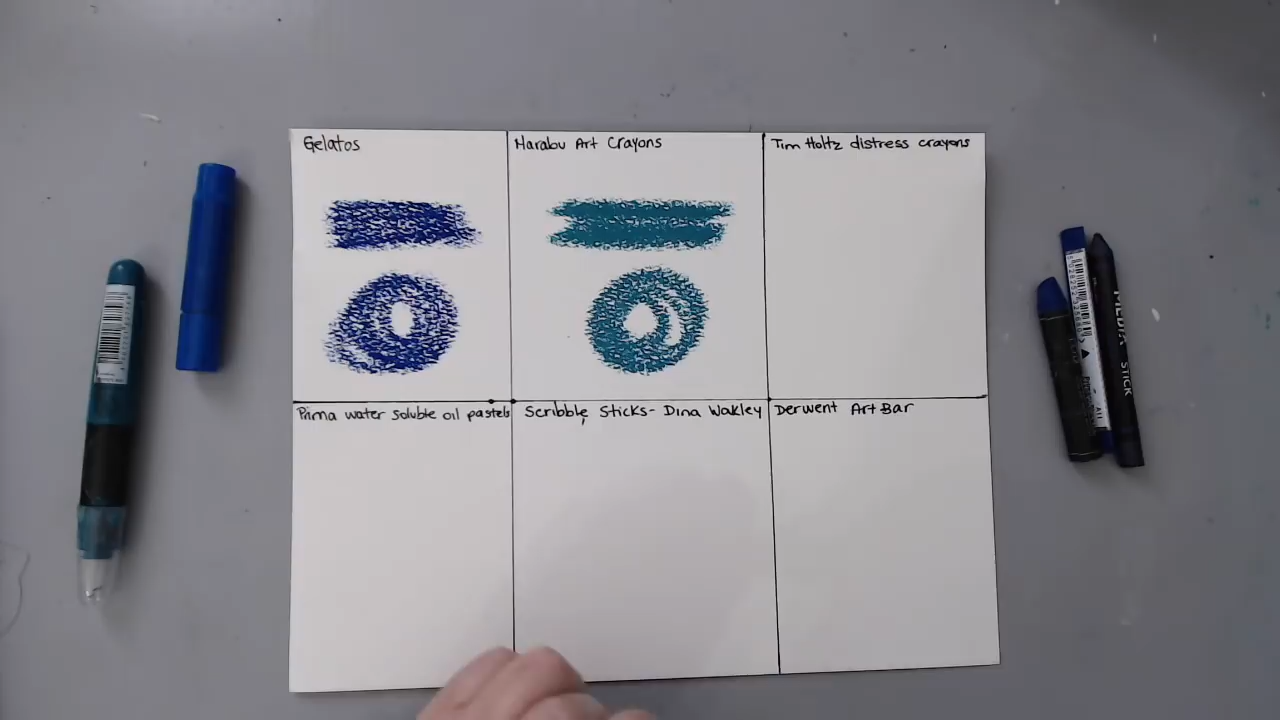 Gelatos
Marabu Art Crayons
Tim Holtz distress crayons
Prima water soluble oil pastels
Scribble Sticks - Dina Wakley
Derwent Art Bar
MEDIA STICK